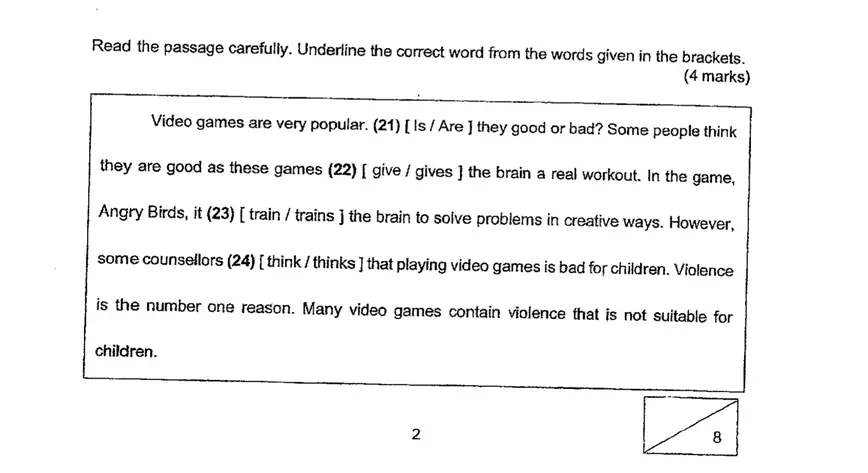 Read the passage carefully. Underline the correct word from the words given in the brackets.
(4 marks)
Video games are very popular. (21) [ Is / Are ] they good or bad? Some people think
they are good as these games (22) [ give / gives ] the brain a real workout. In the game,
Angry Birds, it (23) [ train / trains ] the brain to solve problems in creative ways. However,
some counsellors (24) [ think / thinks ] that playing video games is bad for children. Violence
is the number one reason. Many video games contain violence that is not suitable for
children.
2
8